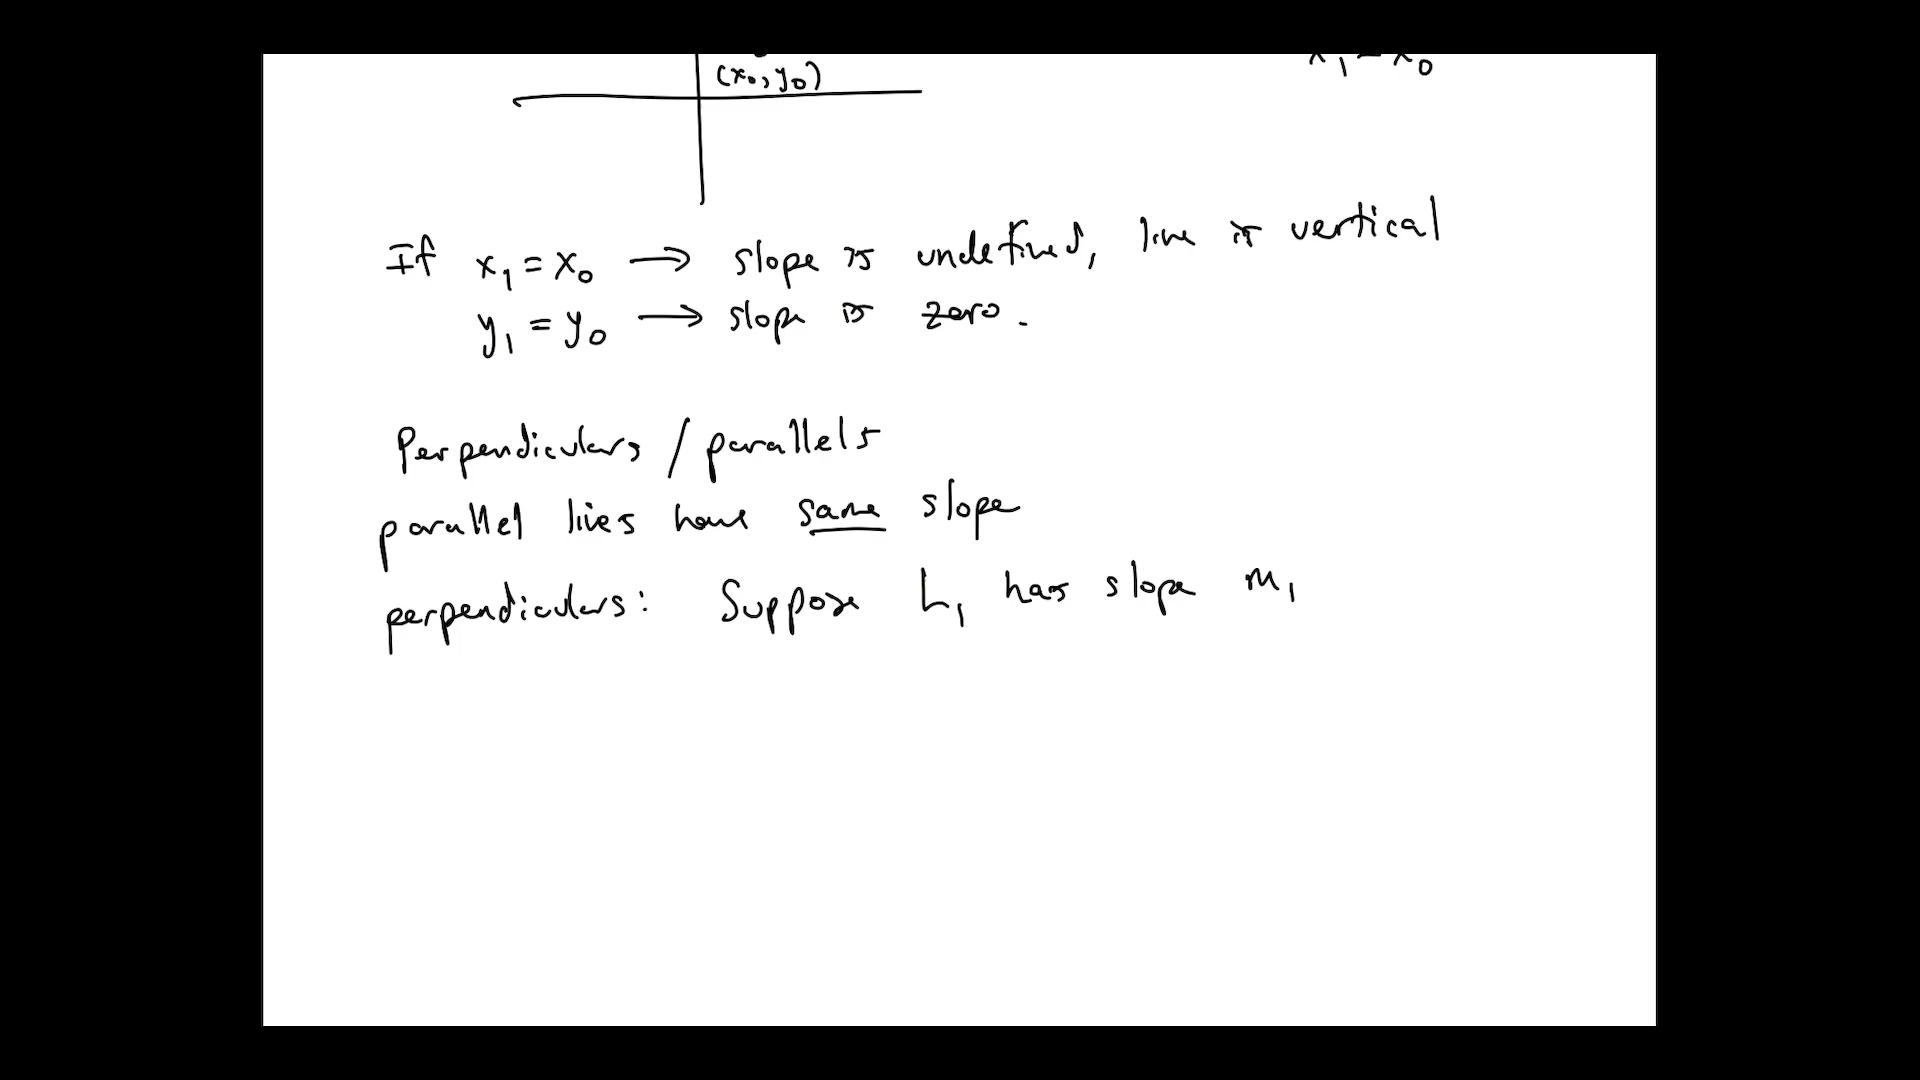 (x₀, y₀)
x₁ - x₀
If x₁ = x₀ → slope is undefined, line is vertical
y₁ = y₀ → slope is zero.
Perpendiculars / parallels
parallel lines have same slope
perpendiculars: Suppose L₁ has slope m₁